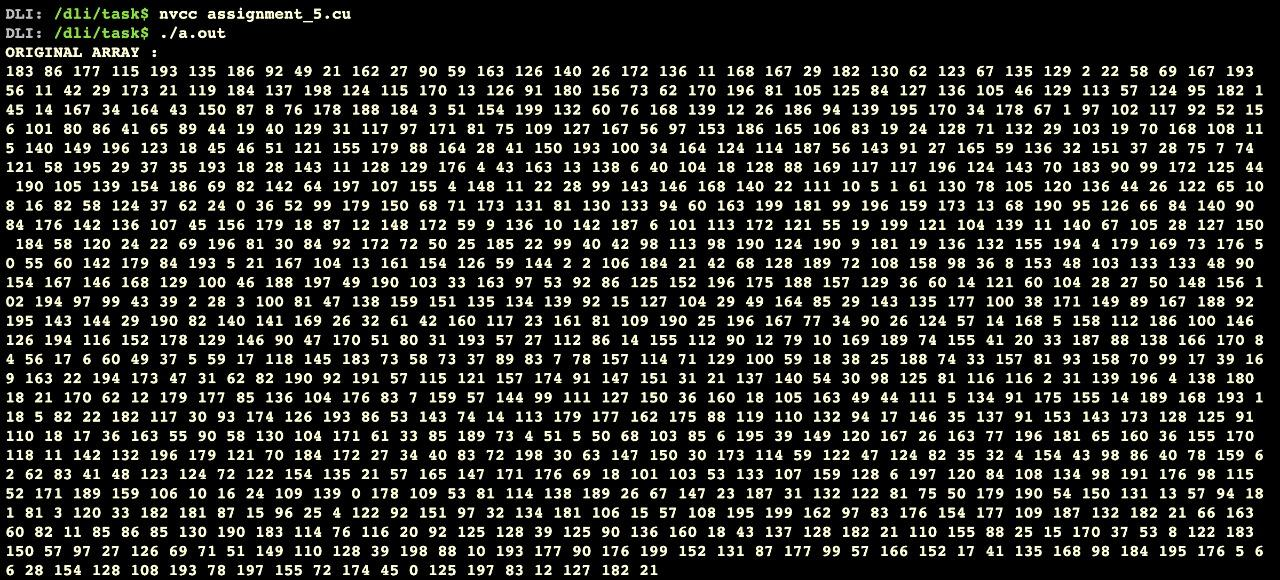 DLI: /dli/task$ nvcc assignment_5.cu
DLI: /dli/task$ ./a.out
ORIGINAL ARRAY :
183 86 177 115 193 135 186 92 49 21 162 27 90 59 163 126 140 26 172 136 11 168 167 29 182 130 62 123 67 135 129 2 22 58 69 167 193
56 11 42 29 173 21 119 184 137 198 124 115 170 13 126 91 180 156 73 62 170 196 81 105 125 84 127 136 105 46 129 113 57 124 95 182 1
45 14 167 34 164 43 150 87 8 76 178 188 184 3 51 154 199 132 60 76 168 139 12 26 186 94 139 195 170 34 178 67 1 97 102 117 92 52 15
6 101 80 86 41 65 89 44 19 40 129 31 117 97 171 81 75 109 127 167 56 97 153 186 165 106 83 19 24 128 71 132 29 103 19 70 168 108 11
5 140 149 196 123 18 45 46 51 121 155 179 88 164 28 41 150 193 100 34 164 124 114 187 56 143 91 27 165 59 136 32 151 37 28 75 7 74
121 58 195 29 37 35 193 18 28 143 11 128 129 176 4 43 163 13 138 6 40 104 18 128 88 169 117 117 196 124 143 70 183 90 99 172 125 44
190 105 139 154 186 69 82 142 64 197 107 155 4 148 11 22 28 99 143 146 168 140 22 111 10 5 1 61 130 78 105 120 136 44 26 122 65 10
8 16 82 58 124 37 62 24 0 36 52 99 179 150 68 71 173 131 81 130 133 94 60 163 199 181 99 196 159 173 13 68 190 95 126 66 84 140 90
84 176 142 136 107 45 156 179 18 87 12 148 172 59 9 136 10 142 187 6 101 113 172 121 55 19 199 121 104 139 11 140 67 105 28 127 150
184 58 120 24 22 69 196 81 30 84 92 172 72 50 25 185 22 99 40 42 98 113 98 190 124 190 9 181 19 136 132 155 194 4 179 169 73 176 5
0 55 60 142 179 84 193 5 21 167 104 13 161 154 126 59 144 2 2 106 184 21 42 68 128 189 72 108 158 98 36 8 153 48 103 133 133 48 90
154 167 146 168 129 100 46 188 197 49 190 103 33 163 97 53 92 86 125 152 196 175 188 157 129 36 60 14 121 60 104 28 27 50 148 156 1
02 194 97 99 43 39 2 28 3 100 81 47 138 159 151 135 134 139 92 15 127 104 29 49 164 85 29 143 135 177 100 38 171 149 89 167 188 92
195 143 144 29 190 82 140 141 169 26 32 61 42 160 117 23 161 81 109 190 25 196 167 77 34 90 26 124 57 14 168 5 158 112 186 100 146
126 194 116 152 178 129 146 90 47 170 51 80 31 193 57 27 112 86 14 155 112 90 12 79 10 169 189 74 155 41 20 33 187 88 138 166 170 8
4 56 17 6 60 49 37 5 59 17 118 145 183 73 58 73 37 89 83 7 78 157 114 71 129 100 59 18 38 25 188 74 33 157 81 93 158 70 99 17 39 16
9 163 22 194 173 47 31 62 82 190 92 191 57 115 121 157 174 91 147 151 31 21 137 140 54 30 98 125 81 116 116 2 31 139 196 4 138 180
18 21 170 62 12 179 177 85 136 104 176 83 7 159 57 144 99 111 127 150 36 160 18 105 163 49 44 111 5 134 91 175 155 14 189 168 193 1
18 5 82 22 182 117 30 93 174 126 193 86 53 143 74 14 113 179 177 162 175 88 119 110 132 94 17 146 35 137 91 153 143 173 128 125 91
110 18 17 36 163 55 90 58 130 104 171 61 33 85 189 73 4 51 5 50 68 103 85 6 195 39 149 120 167 26 163 77 196 181 65 160 36 155 170
118 11 142 132 196 179 121 70 184 172 27 34 40 83 72 198 30 63 147 150 30 173 114 59 122 47 124 82 35 32 4 154 43 98 86 40 78 159 6
2 62 83 41 48 123 124 72 122 154 135 21 57 165 147 171 176 69 18 101 103 53 133 107 159 128 6 197 120 84 108 134 98 191 176 98 115
52 171 189 159 106 10 16 24 109 139 0 178 109 53 81 114 138 189 26 67 147 23 187 31 132 122 81 75 50 179 190 54 150 131 13 57 94 18
1 81 3 120 33 182 181 87 15 96 25 4 122 92 151 97 32 134 181 106 15 57 108 195 199 162 97 83 176 154 177 109 187 132 182 21 66 163
60 82 11 85 86 85 130 190 183 114 76 116 20 92 125 128 39 125 90 136 160 18 43 137 128 182 21 110 155 88 25 15 170 37 53 8 122 183
150 57 97 27 126 69 71 51 149 110 128 39 198 88 10 193 177 90 176 199 152 131 87 177 99 57 166 152 17 41 135 168 98 184 195 176 5 6
6 28 154 128 108 193 78 197 155 72 174 45 0 125 197 83 12 127 182 21